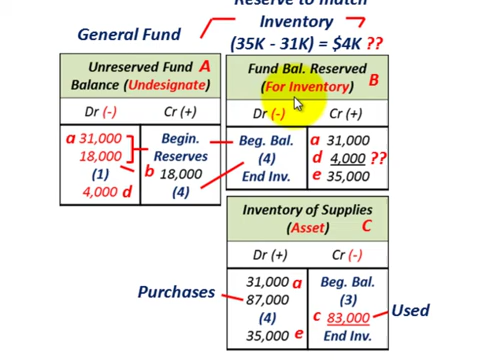 Reserve to match
Inventory
General Fund
(35K - 31K) = $4K ??
Unreserved Fund A
Balance (Undesignate)
Dr (-) Cr (+)
a 31,000 Begin.
18,000 Reserves
(1) b 18,000
4,000 d (4)
Fund Bal. Reserved
(For Inventory) B
Dr (-) Cr (+)
Beg. Bal. a 31,000
(4) d 4,000 ??
End Inv. e 35,000
Inventory of Supplies
(Asset) C
Dr (+) Cr (-)
31,000 a Beg. Bal.
Purchases 87,000 (3)
(4) c 83,000 Used
35,000 e End Inv.